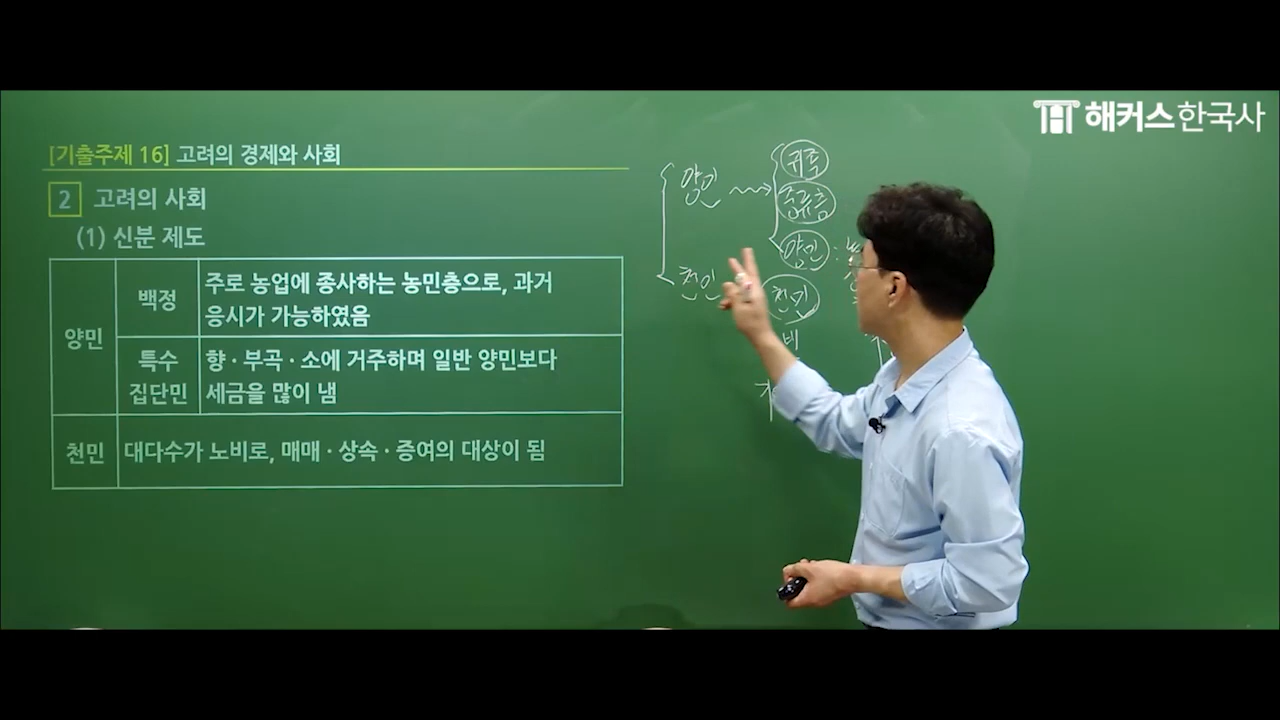 해커스한국사
[기출주제 16] 고려의 경제와 사회
2 고려의 사회
(1) 신분 제도
양민
백정
주로 농업에 종사하는 농민층으로, 과거
응시가 가능하였음
특수
집단민
향·부곡·소에 거주하며 일반 양민보다
세금을 많이 냄
천민
대다수가 노비로, 매매·상속·증여의 대상이 됨
양인
귀족
중류층
양민 :
천인
천민
비